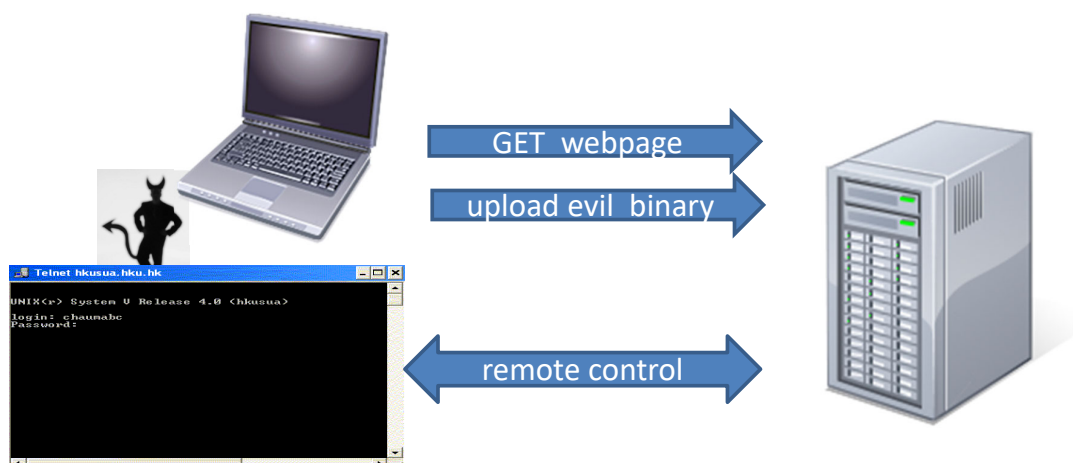 GET webpage
upload evil binary
Telnet hkusua.hku.hk
UNIX(r) System V Release 4.0 (hkusua)
login: chaumabc
Password:
remote control